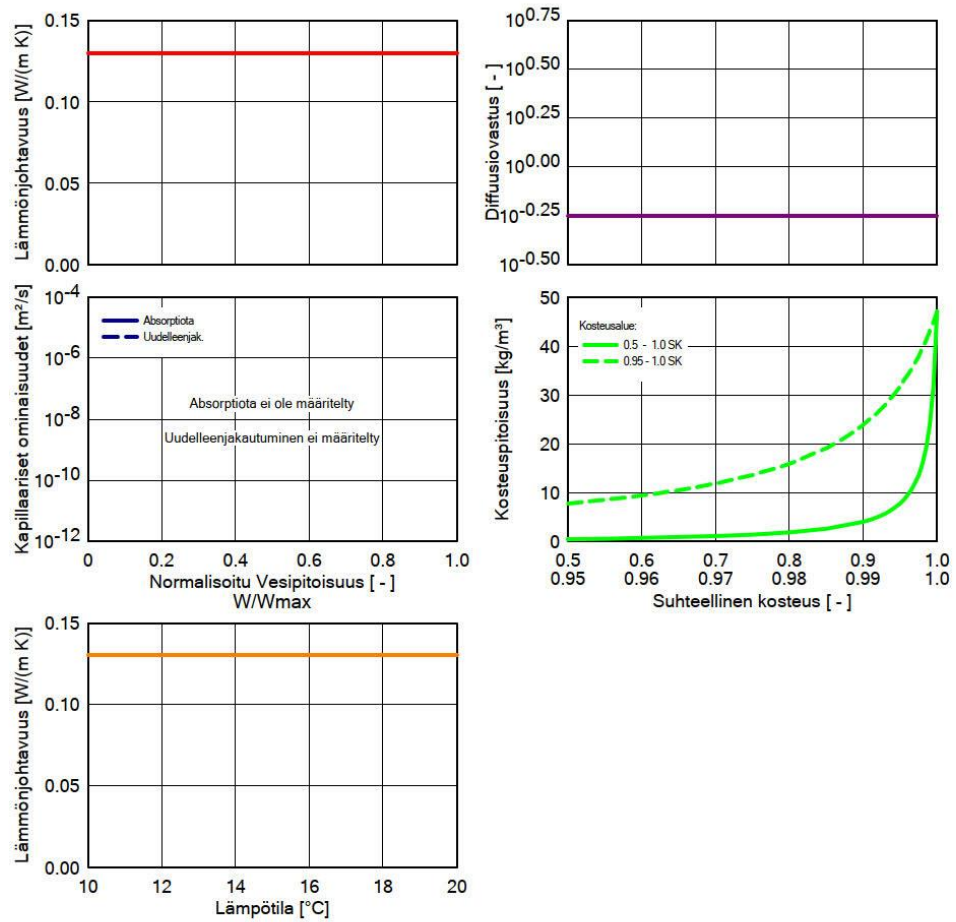 Lämmönjohtavuus [W/(m K)]
0.15
0.10
0.05
0.00
Diffuusiovastus [ - ]
10^0.75
10^0.50
10^0.25
10^0.00
10^-0.25
10^-0.50
Kapillaariset ominaisuudet [m²/s]
10^-4
10^-6
10^-8
10^-10
10^-12
Absorptiota
Uudelleenjak.
Absorptiota ei ole määritelty
Uudelleenjakautuminen ei määritelty
0 0.2 0.4 0.6 0.8 1.0
Normalisoitu Vesipitoisuus [ - ]
W/Wmax
Kosteuspitoisuus [kg/m³]
50
40
30
20
10
0
Kosteusalue:
0.5 - 1.0 SK
0.95 - 1.0 SK
0.5 0.6 0.7 0.8 0.9 1.0
0.95 0.96 0.97 0.98 0.99 1.0
Suhteellinen kosteus [ - ]
Lämmönjohtavuus [W/(m K)]
0.15
0.10
0.05
0.00
10 12 14 16 18 20
Lämpötila [°C]